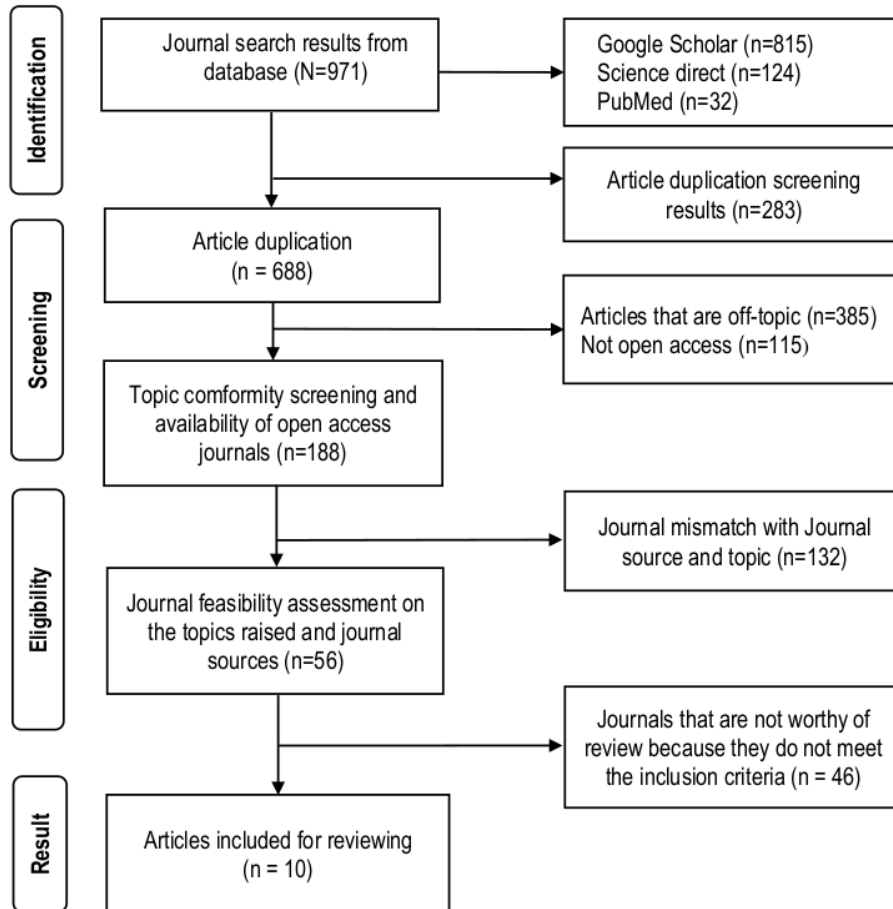 Identification
Journal search results from
database (N=971)
Google Scholar (n=815)
Science direct (n=124)
PubMed (n=32)
Article duplication screening
results (n=283)
Screening
Article duplication
(n = 688)
Articles that are off-topic (n=385)
Not open access (n=115)
Topic comformity screening and
availability of open access
journals (n=188)
Eligibility
Journal mismatch with Journal
source and topic (n=132)
Journal feasibility assessment on
the topics raised and journal
sources (n=56)
Journals that are not worthy of
review because they do not meet
the inclusion criteria (n = 46)
Result
Articles included for reviewing
(n = 10)